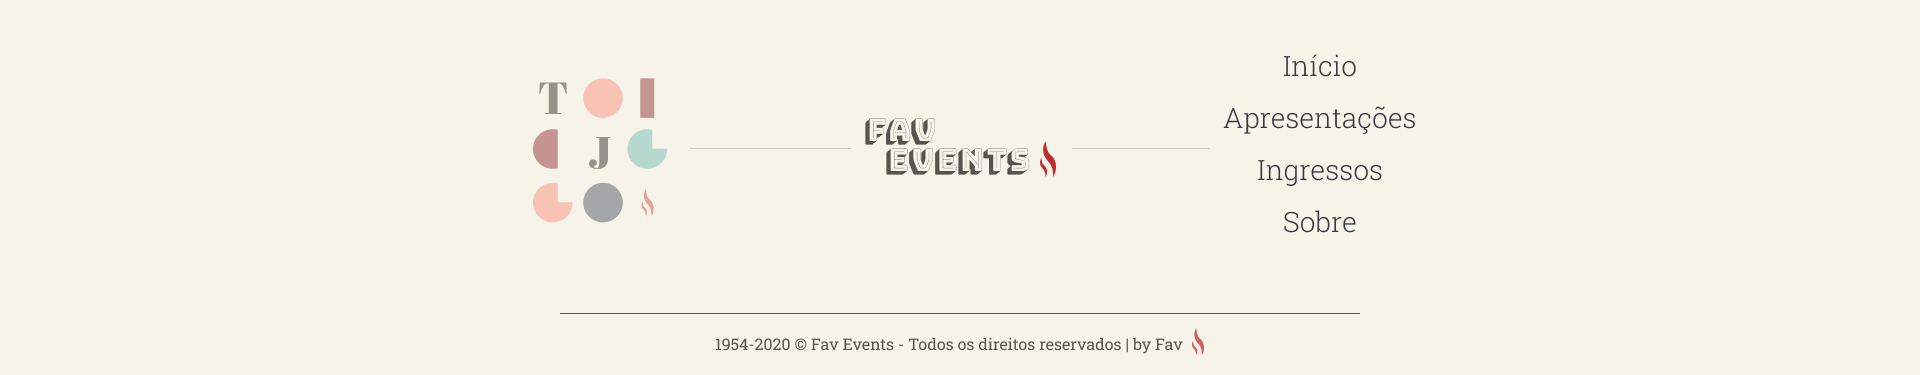 T
J
FAV
EVENTS
Início
Apresentações
Ingressos
Sobre
1954-2020 © Fav Events - Todos os direitos reservados | by Fav